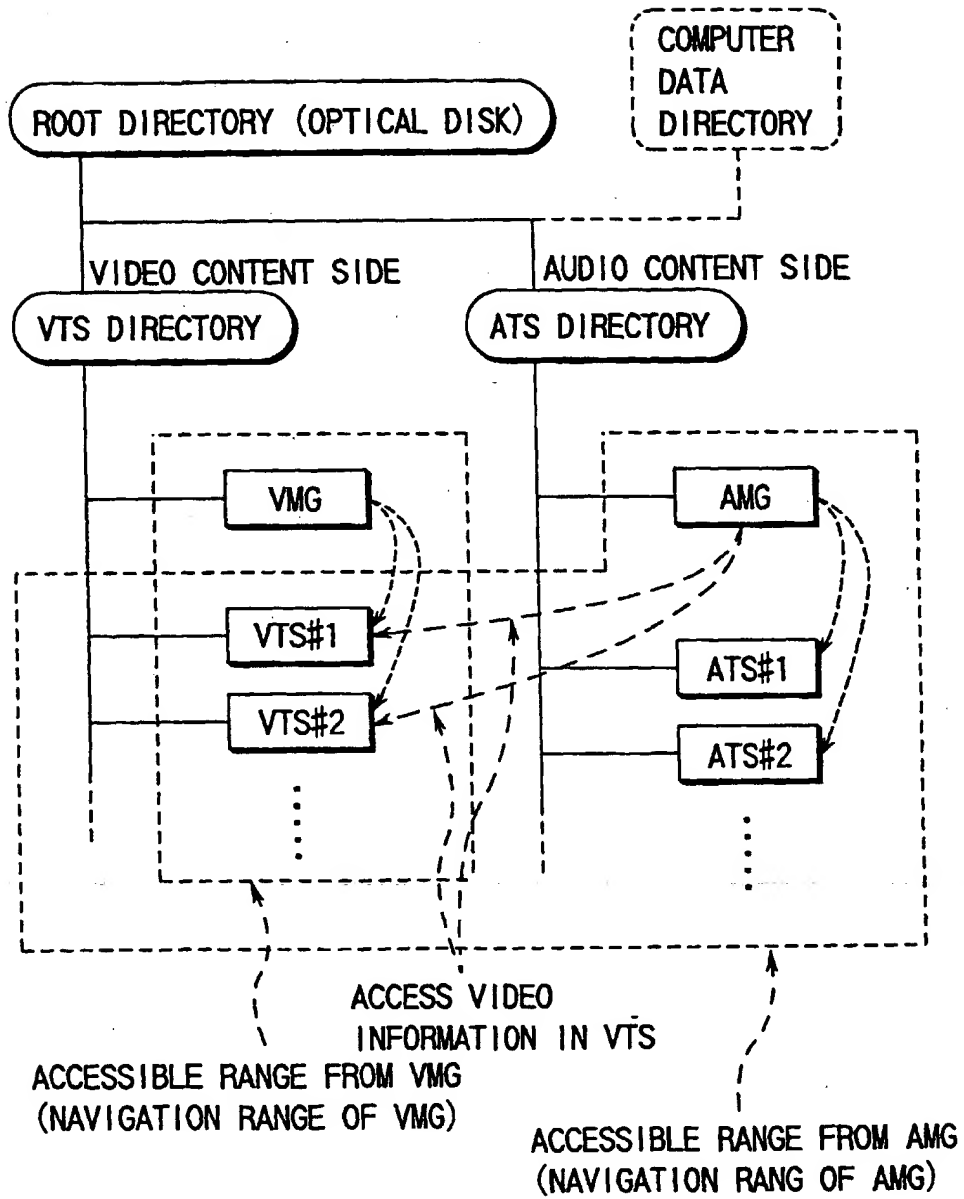 COMPUTER
DATA
DIRECTORY
ROOT DIRECTORY (OPTICAL DISK)
VIDEO CONTENT SIDE
AUDIO CONTENT SIDE
VTS DIRECTORY
ATS DIRECTORY
VMG
AMG
VTS#1
ATS#1
VTS#2
ATS#2
ACCESS VIDEO
INFORMATION IN VTS
ACCESSIBLE RANGE FROM VMG
(NAVIGATION RANGE OF VMG)
ACCESSIBLE RANGE FROM AMG
(NAVIGATION RANG OF AMG)